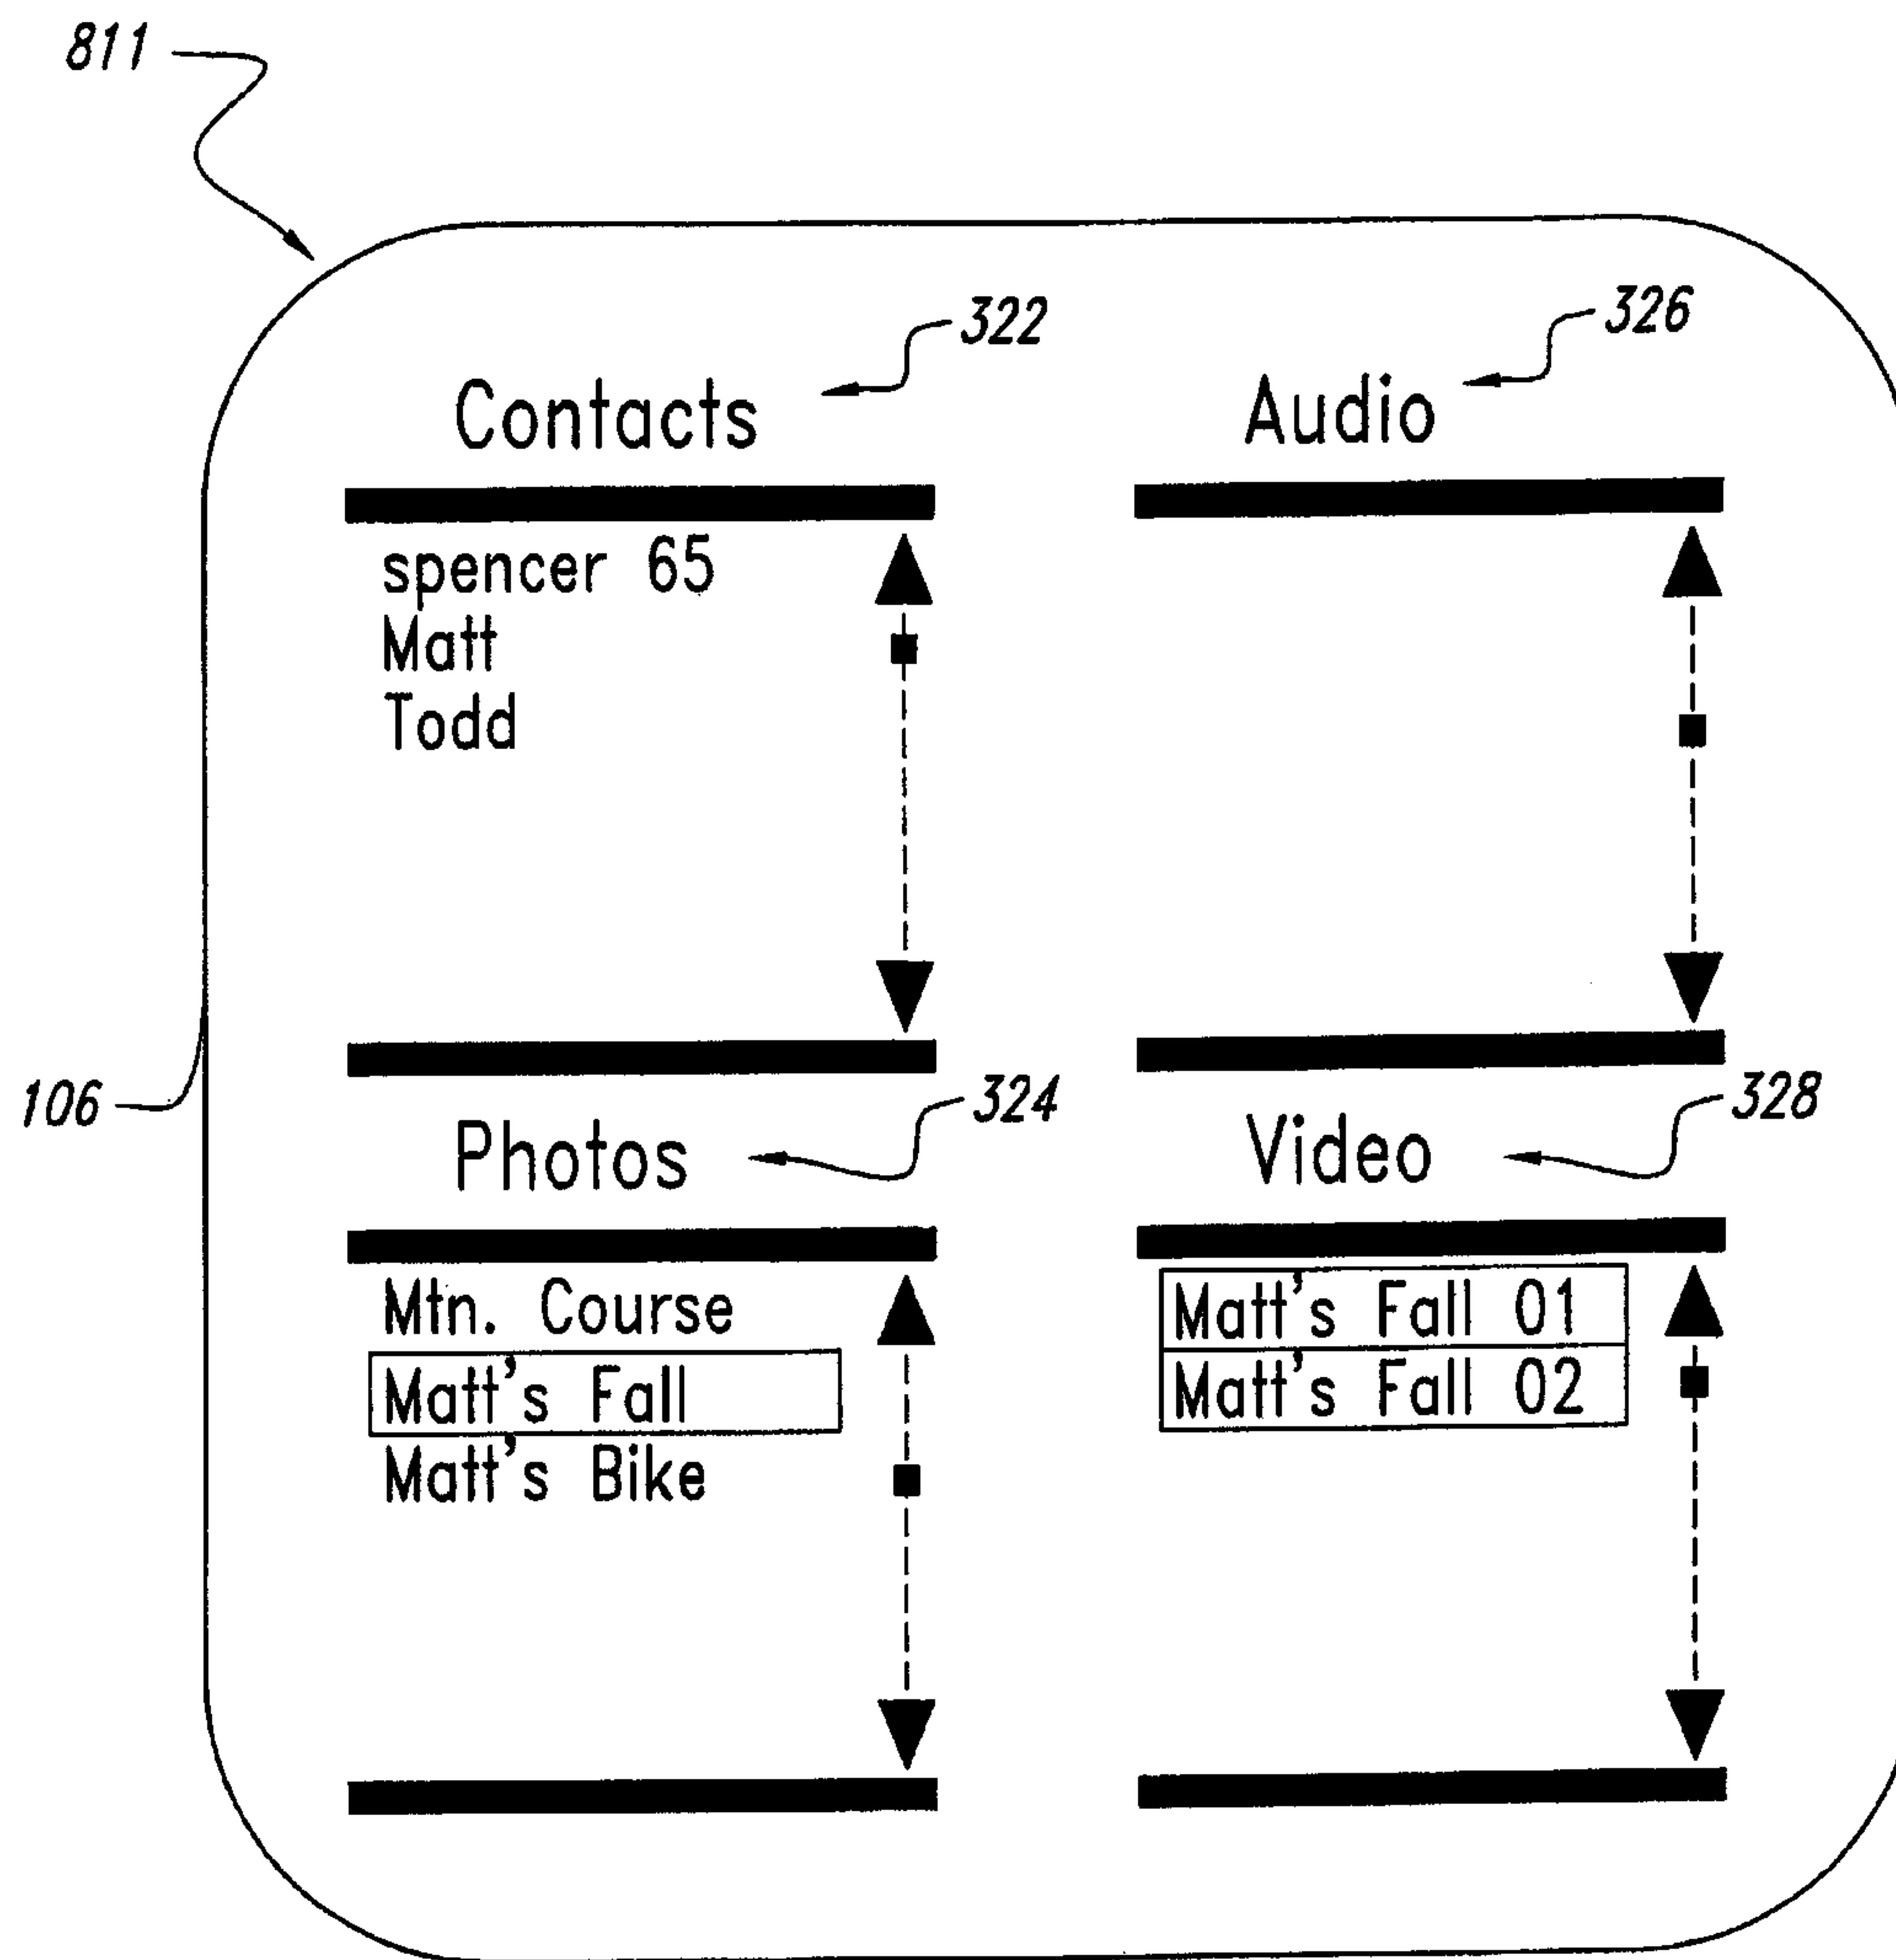 811
322
326
Contacts
Audio
spencer 65
Matt
Todd
106
324
328
Photos
Video
Mtn. Course
Matt's Fall
Matt's Bike
Matt's Fall 01
Matt's Fall 02